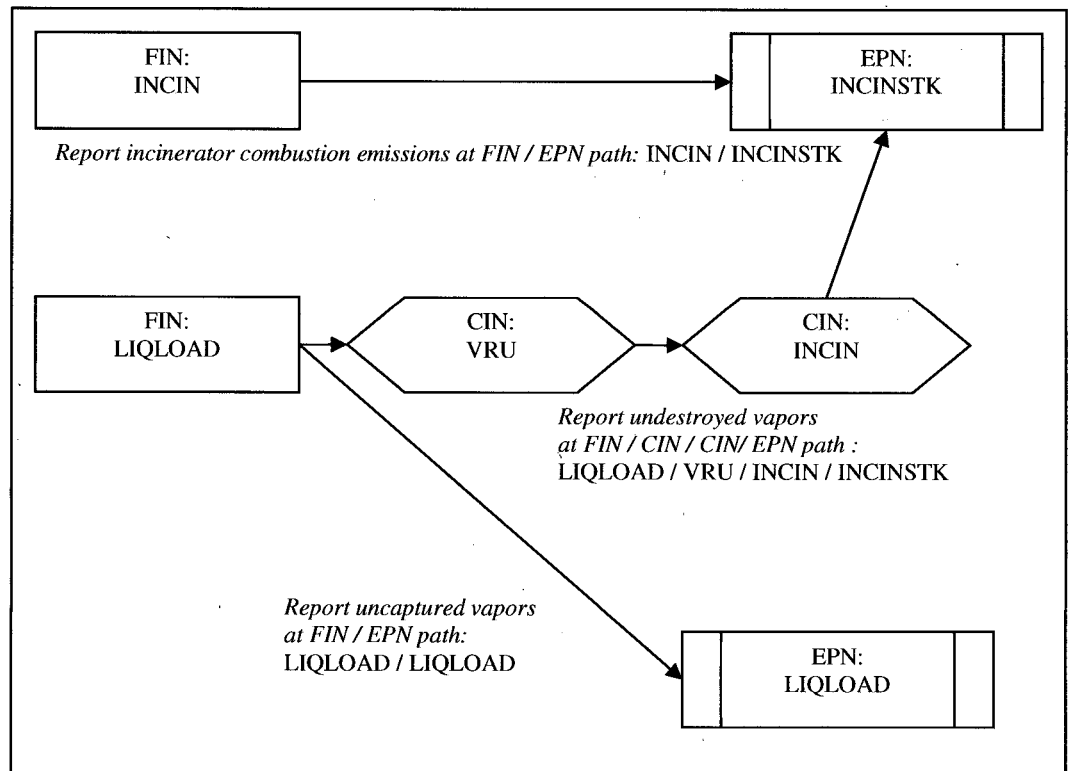 FIN:
INCIN
EPN:
INCINSTK
Report incinerator combustion emissions at FIN / EPN path: INCIN / INCINSTK
FIN:
LIQLOAD
CIN:
VRU
CIN:
INCIN
Report undestroyed vapors
at FIN / CIN / CIN/ EPN path :
LIQLOAD / VRU / INCIN / INCINSTK
Report uncaptured vapors
at FIN / EPN path:
LIQLOAD / LIQLOAD
EPN:
LIQLOAD